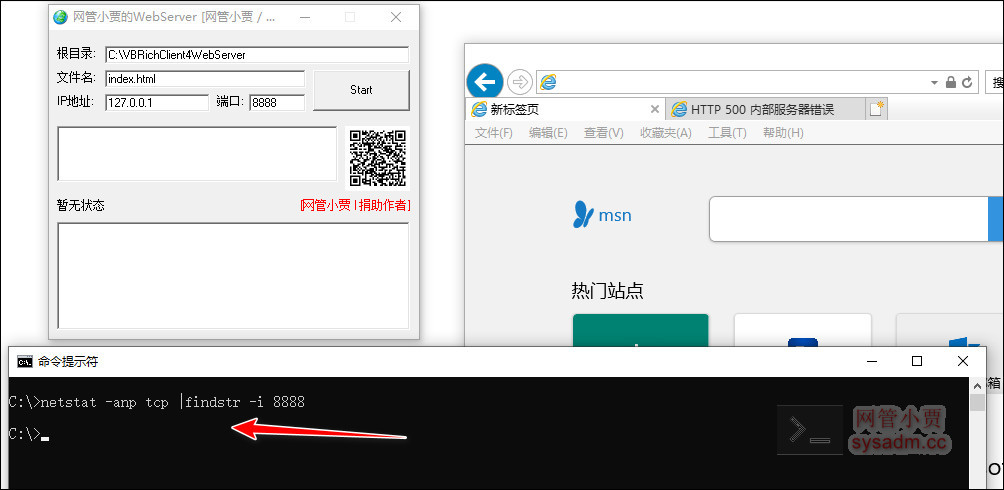 网管小贾的WebServer [网管小贾 / ...
根目录: C:\VBRichClient4WebServer
文件名: index.html
Start
IP地址: 127.0.0.1 端口: 8888
暂无状态 [网管小贾 | 捐助作者]
搜
新标签页 HTTP 500 内部服务器错误
文件(F) 编辑(E) 查看(V) 收藏夹(A) 工具(T) 帮助(H)
msn
热门站点
箱
命令提示符
C:\>netstat -anp tcp |findstr -i 8888
C:\>
网管小贾
sysadm.cc